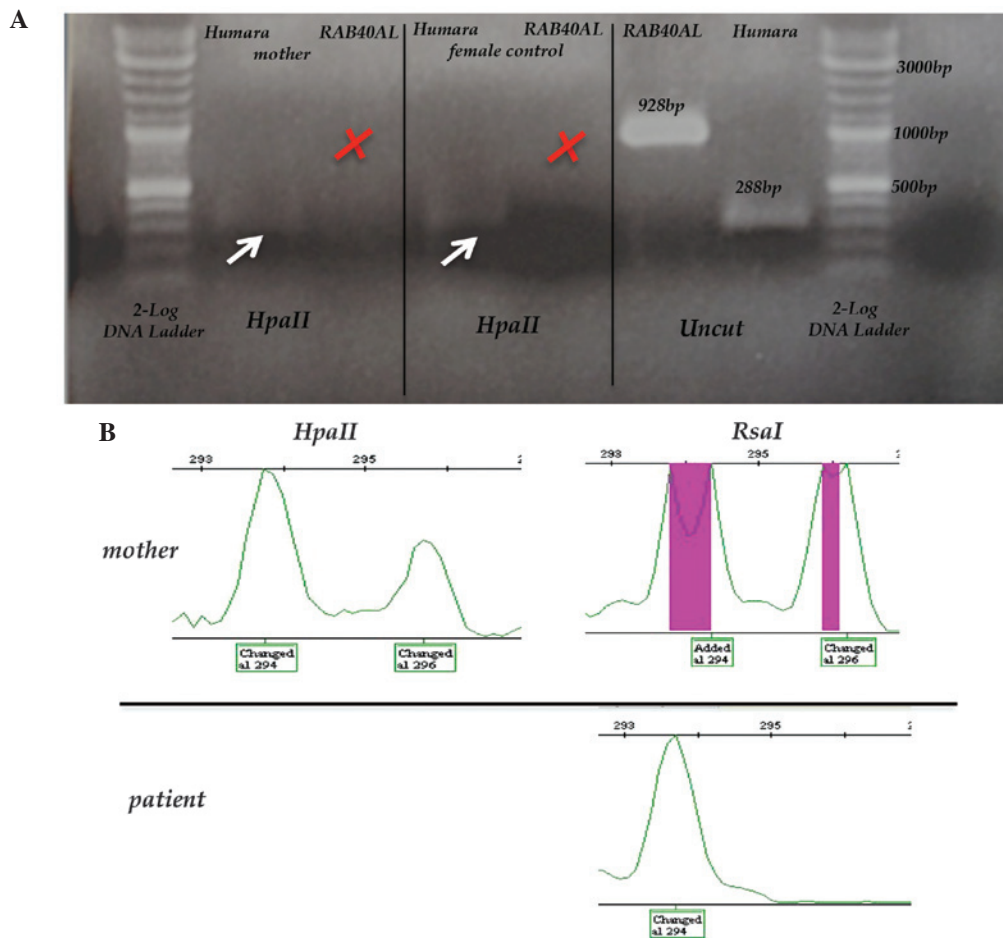 A
Humara RAB40AL
mother
Humara RAB40AL
female control
RAB40AL Humara
3000bp
928bp
1000bp
500bp
288bp
2-Log
DNA Ladder
HpaII
HpaII
Uncut
2-Log
DNA Ladder
B
HpaII
RsaI
293 295
293 295
mother
Changed
al 294
Changed
al 296
Added
al 294
Changed
al 296
293 295
patient
Changed
al 294